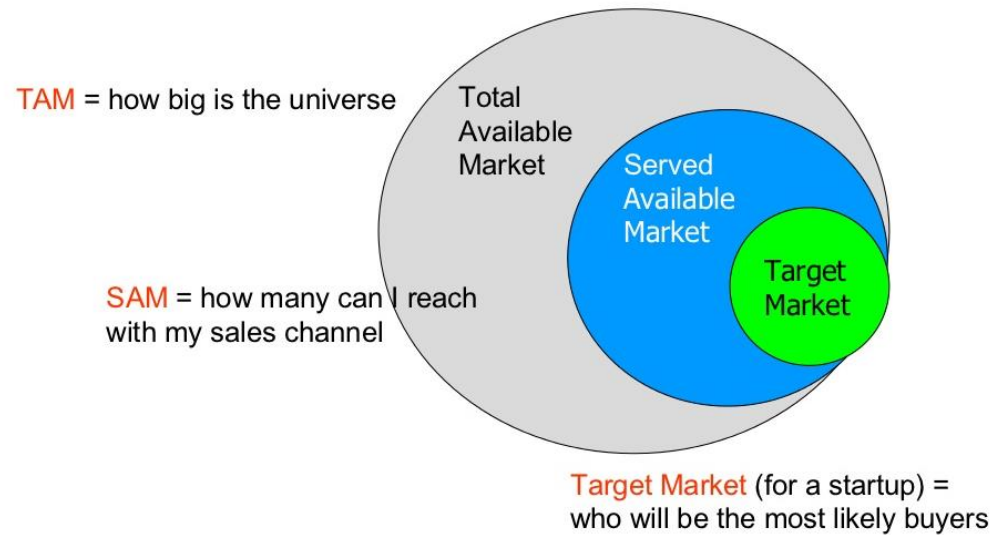 TAM = how big is the universe
Total
Available
Market
Served
Available
Market
Target
Market
SAM = how many can I reach
with my sales channel
Target Market (for a startup) =
who will be the most likely buyers